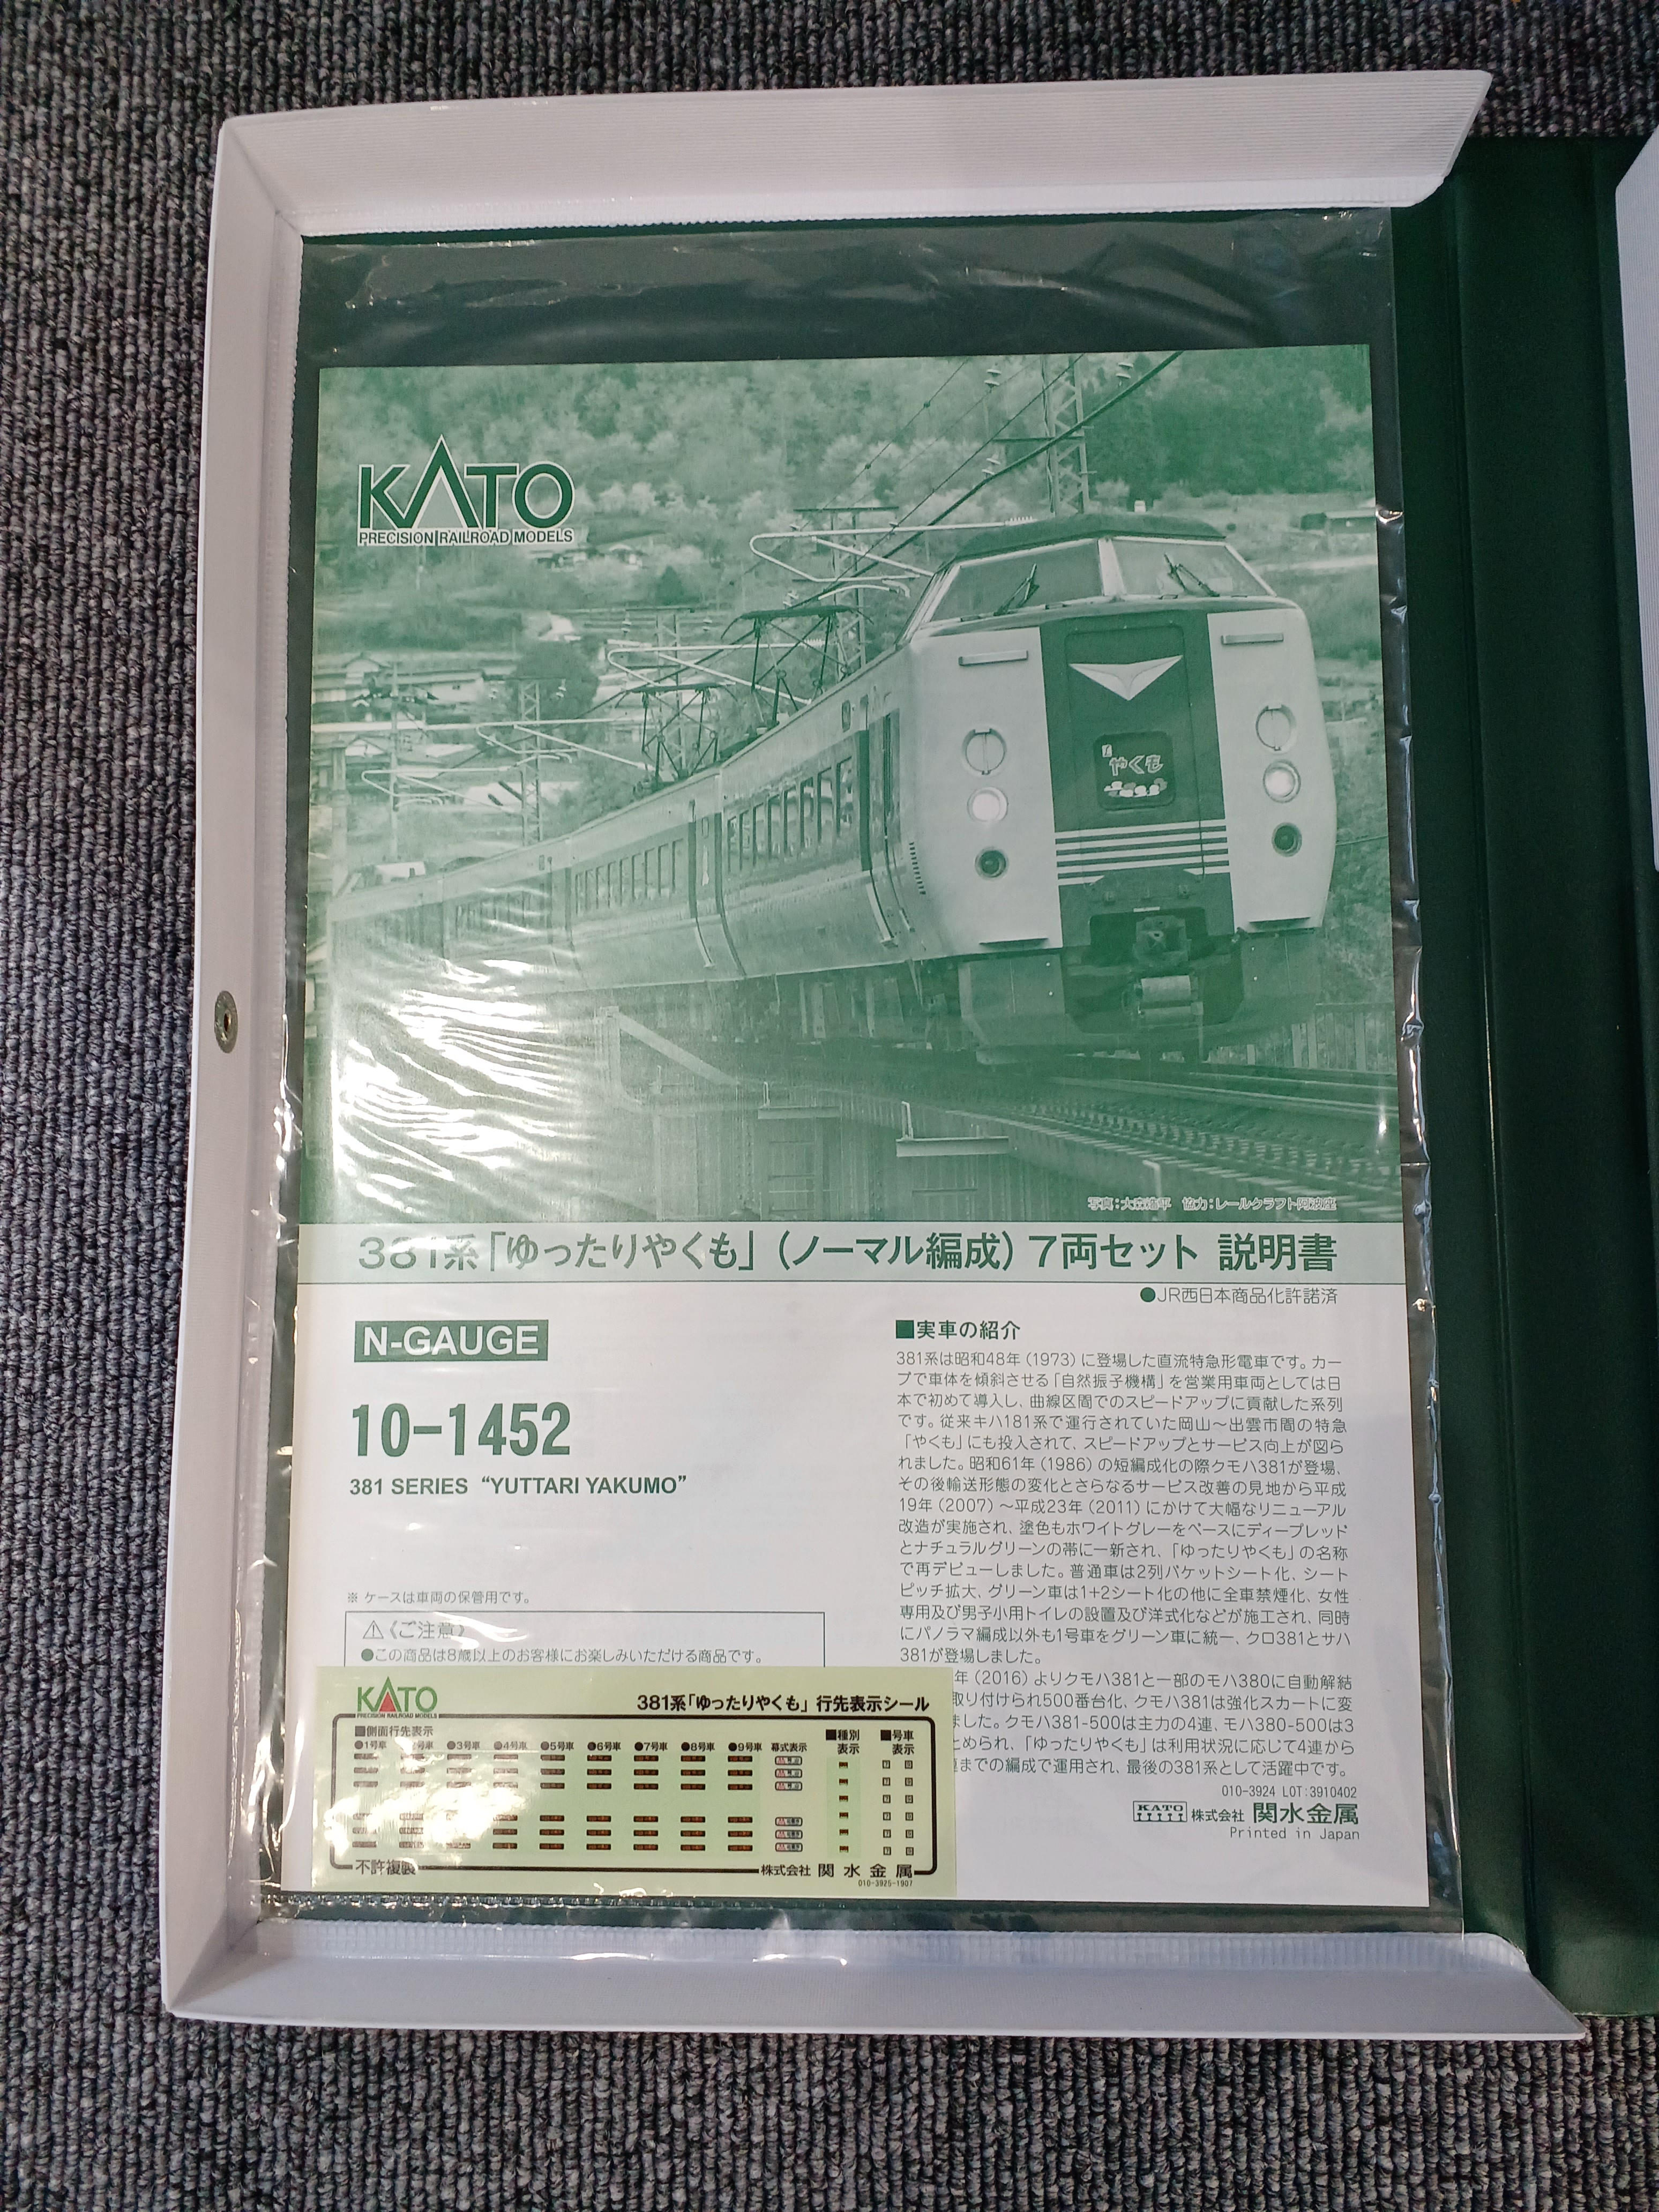 KATO
PRECISION RAILROAD MODELS
やくも
協力:レールクラフト阿波座
381系「ゆったりやくも」(ノーマル編成)7両セット 説明書
●JR西日本商品化許諾済
N-GAUGE
10-1452
381 SERIES “YUTTARI YAKUMO”
※ ケースは車両の保管用です。
⚠《ご注意》
●この商品は8歳以上のお客様にお楽しみいただける商品です。
■実車の紹介
381系は昭和48年(1973)に登場した直流特急形電車です。カー
ブで車体を傾斜させる「自然振子機構」を営業用車両としては日
本で初めて導入し、曲線区間でのスピードアップに貢献した系列
です。従来キハ181系で運行されていた岡山〜出雲市間の特急
「やくも」にも投入されて、スピードアップとサービス向上が図ら
れました。昭和61年(1986)の短編成化の際クモハ381が登場、
その後輸送形態の変化とさらなるサービス改善の見地から平成
19年(2007)〜平成23年(2011)にかけて大幅なリニューアル
改造が実施され、塗色もホワイトグレーをベースにディープレッド
とナチュラルグリーンの帯に一新され、「ゆったりやくも」の名称
で再デビューしました。普通車は2列バケットシート化、シート
ピッチ拡大、グリーン車は1+2シート化の他に全車禁煙化、女性
専用及び男子小用トイレの設置及び洋式化などが施工され、同時
にパノラマ編成以外も1号車をグリーン車に統一、クロ381とサハ
381が登場しました。
年(2016)よりクモハ381と一部のモハ380に自動解結
取り付けられ500番台化、クモハ381は強化スカートに変
ました。クモハ381-500は主力の4連、モハ380-500は3
とめられ、「ゆったりやくも」は利用状況に応じて4連から
までの編成で運用され、最後の381系として活躍中です。
010-3924 LOT:3910402
KATO 株式会社 関水金属
Printed in Japan
KATO
PRECISION RAILROAD MODELS
381系「ゆったりやくも」行先表示シール
■側面行先表示
■種別表示
■号車表示
●1号車 ●2号車 ●3号車 ●4号車 ●5号車 ●6号車 ●7号車 ●8号車 ●9号車 幕式表示
不許複製
株式会社 関水金属
010-3925-1907